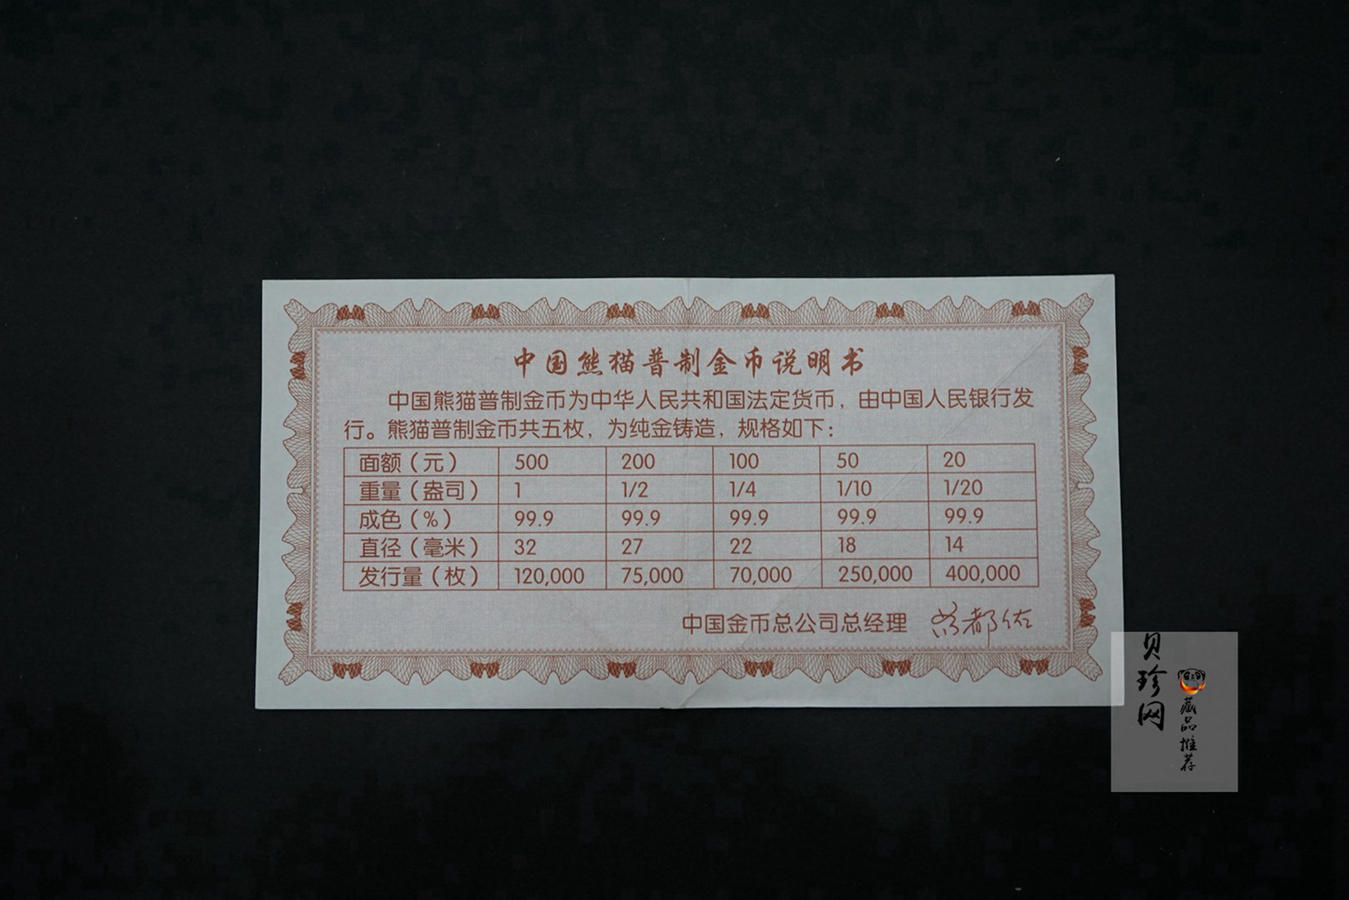 中国熊猫普制金币说明书
中国熊猫普制金币为中华人民共和国法定货币，由中国人民银行发
行。熊猫普制金币共五枚，为纯金铸造，规格如下：
面额（元） 500 200 100 50 20
重量（盎司） 1 1/2 1/4 1/10 1/20
成色（%） 99.9 99.9 99.9 99.9 99.9
直径（毫米） 32 27 22 18 14
发行量（枚） 120,000 75,000 70,000 250,000 400,000
中国金币总公司总经理
贝珍网
藏品推荐